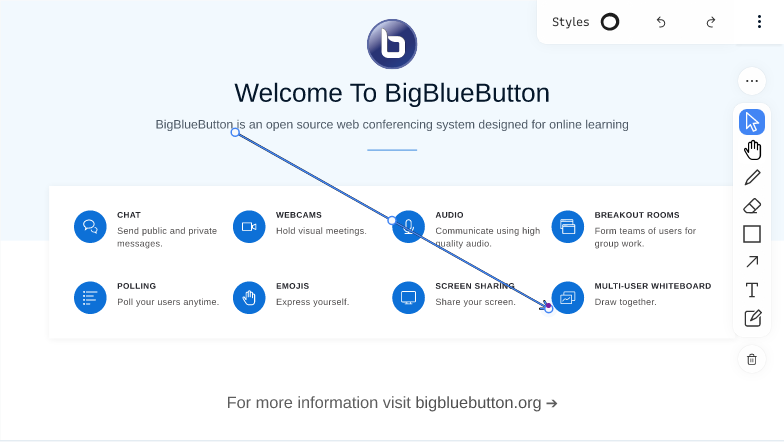 Styles
Welcome To BigBlueButton
BigBlueButton is an open source web conferencing system designed for online learning
CHAT
Send public and private
messages.
WEBCAMS
Hold visual meetings.
AUDIO
Communicate using high
quality audio.
BREAKOUT ROOMS
Form teams of users for
group work.
POLLING
Poll your users anytime.
EMOJIS
Express yourself.
SCREEN SHARING
Share your screen.
MULTI-USER WHITEBOARD
Draw together.
For more information visit bigbluebutton.org →